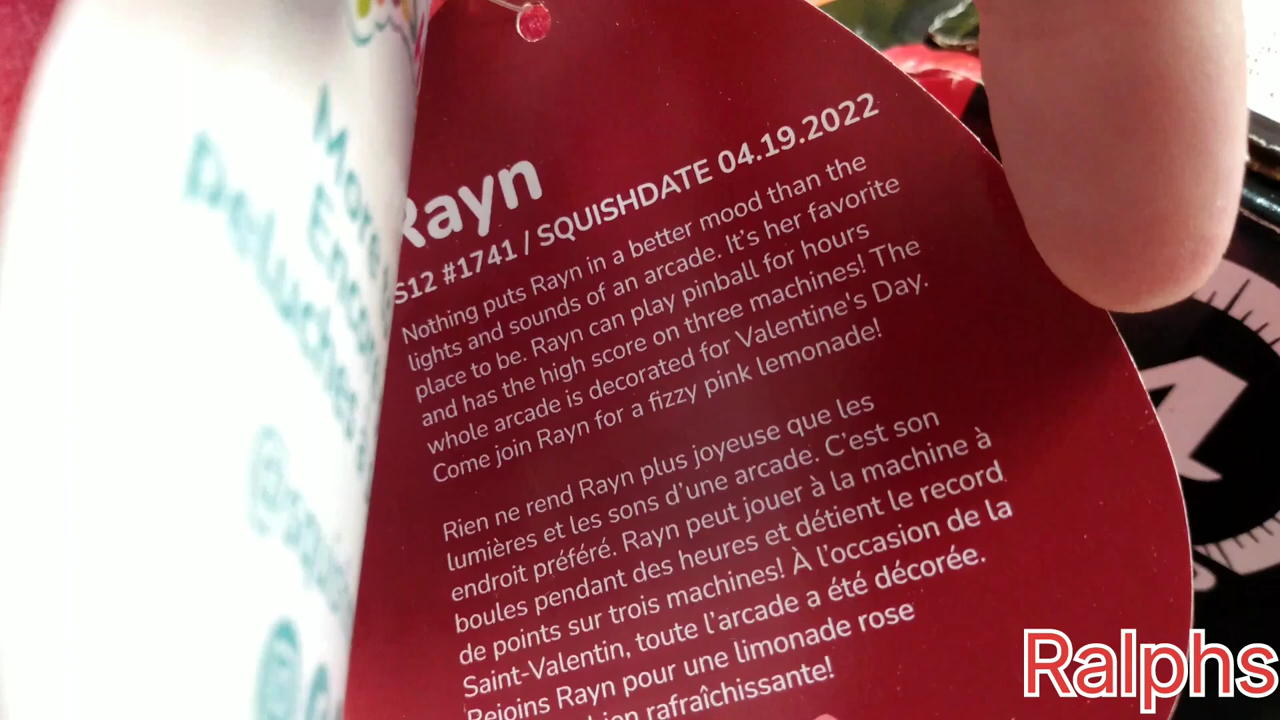 More
Rayn
S12 #1741 / SQUISHDATE 04.19.2022
Nothing puts Rayn in a better mood than the
lights and sounds of an arcade. It's her favorite
place to be. Rayn can play pinball for hours
and has the high score on three machines! The
whole arcade is decorated for Valentine's Day.
Come join Rayn for a fizzy pink lemonade!
Rien ne rend Rayn plus joyeuse que les
lumières et les sons d'une arcade. C'est son
endroit préféré. Rayn peut jouer à la machine à
boules pendant des heures et détient le record
de points sur trois machines! À l'occasion de la
Saint-Valentin, toute l'arcade a été décorée.
Rejoins Rayn pour une limonade rose
bien rafraîchissante!
Ralphs